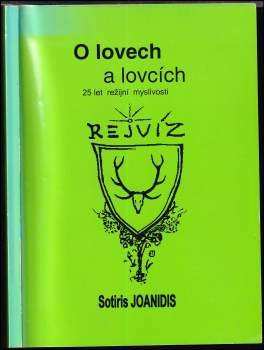 O lovech
a lovcích
25 let režijní myslivosti
REJVÍZ
Sotiris JOANIDIS